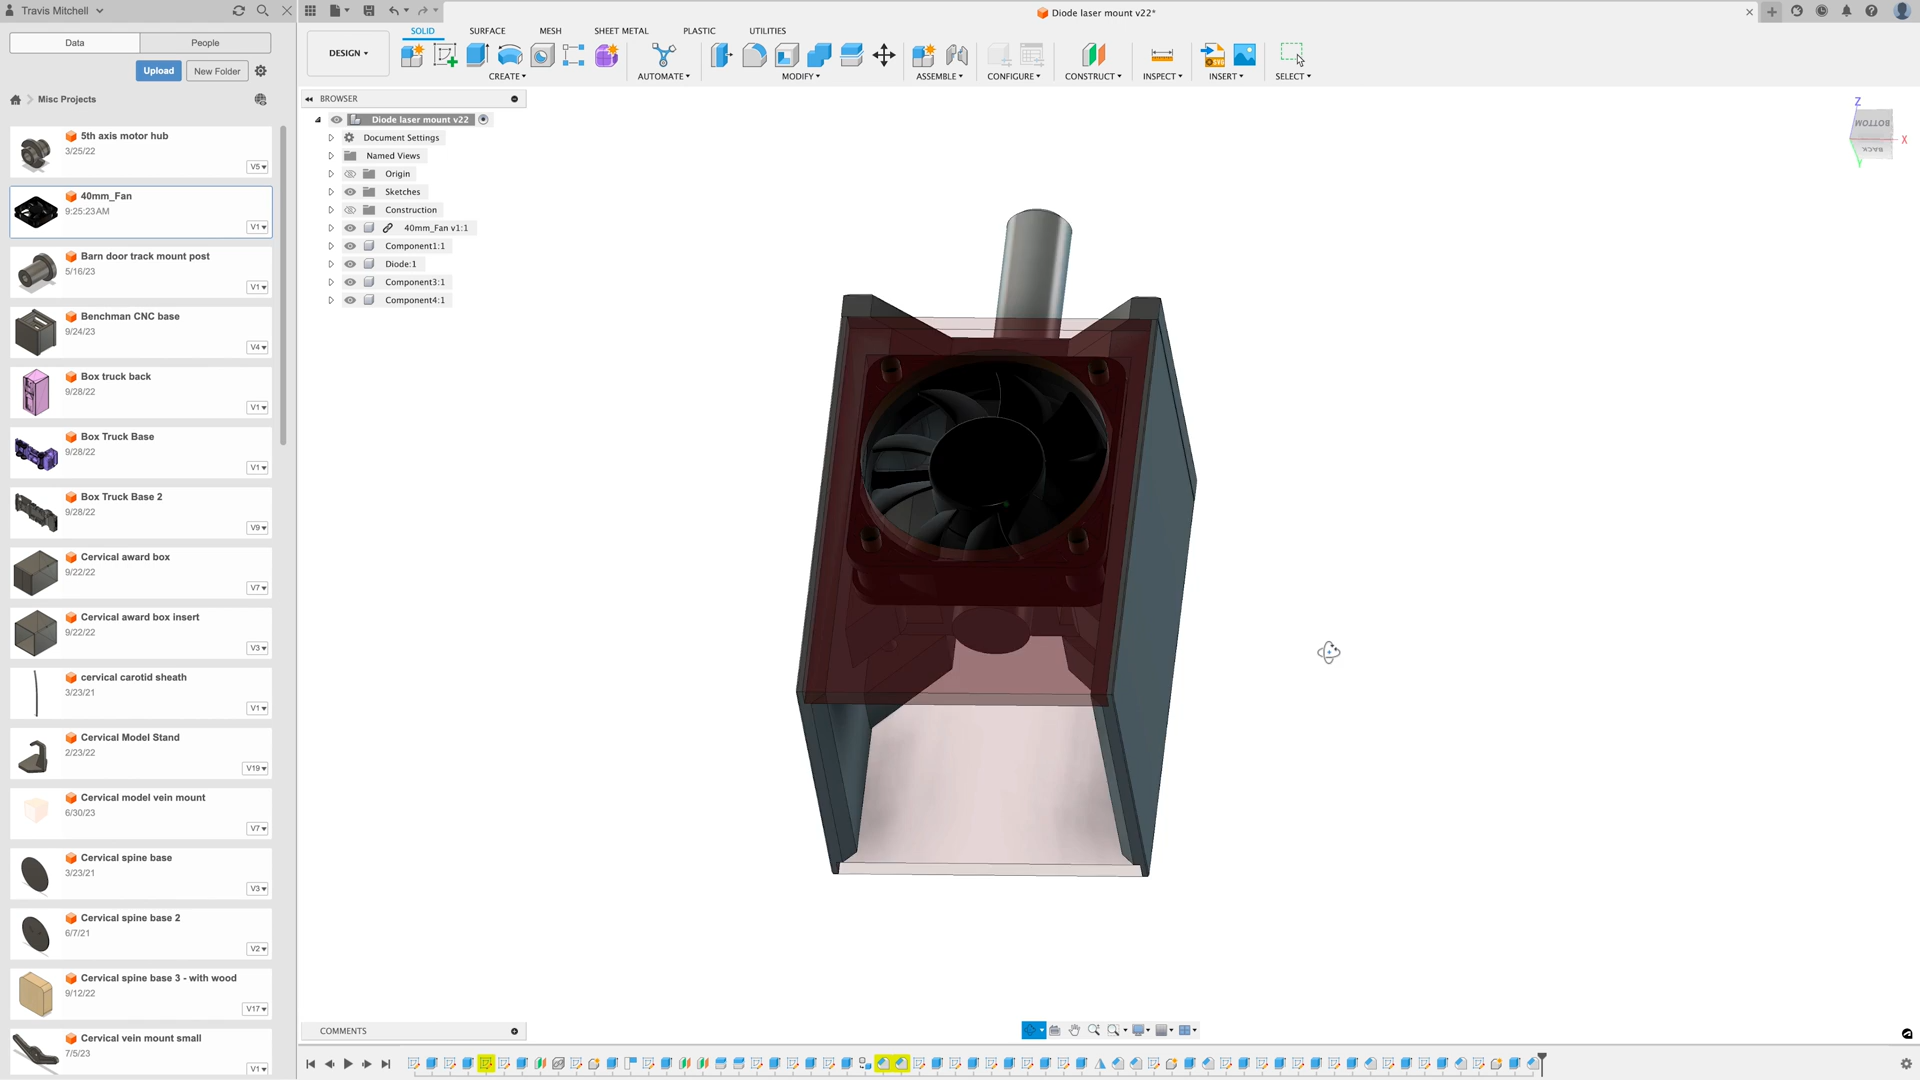 Travis Mitchell
Diode laser mount v22*
Data
People
Upload
New Folder
Misc Projects
5th axis motor hub
3/25/22
V5
40mm_Fan
9:25:23AM
V1
Barn door track mount post
5/16/23
V1
Benchman CNC base
9/24/23
V4
Box truck back
9/28/22
V1
Box Truck Base
9/28/22
V1
Box Truck Base 2
9/28/22
V9
Cervical award box
9/22/22
V7
Cervical award box insert
9/22/22
V3
cervical carotid sheath
3/23/21
V1
Cervical Model Stand
2/23/22
V19
Cervical model vein mount
6/30/23
V7
Cervical spine base
3/23/21
V3
Cervical spine base 2
6/7/21
V2
Cervical spine base 3 - with wood
9/12/22
V17
Cervical vein mount small
7/5/23
V1
DESIGN
SOLID SURFACE MESH SHEET METAL PLASTIC UTILITIES
CREATE AUTOMATE MODIFY ASSEMBLE CONFIGURE CONSTRUCT INSPECT INSERT SELECT
BROWSER
Diode laser mount v22
Document Settings
Named Views
Origin
Sketches
Construction
40mm_Fan v1:1
Component1:1
Diode:1
Component3:1
Component4:1
Z
BOTTOM
X
BACK
Y
COMMENTS